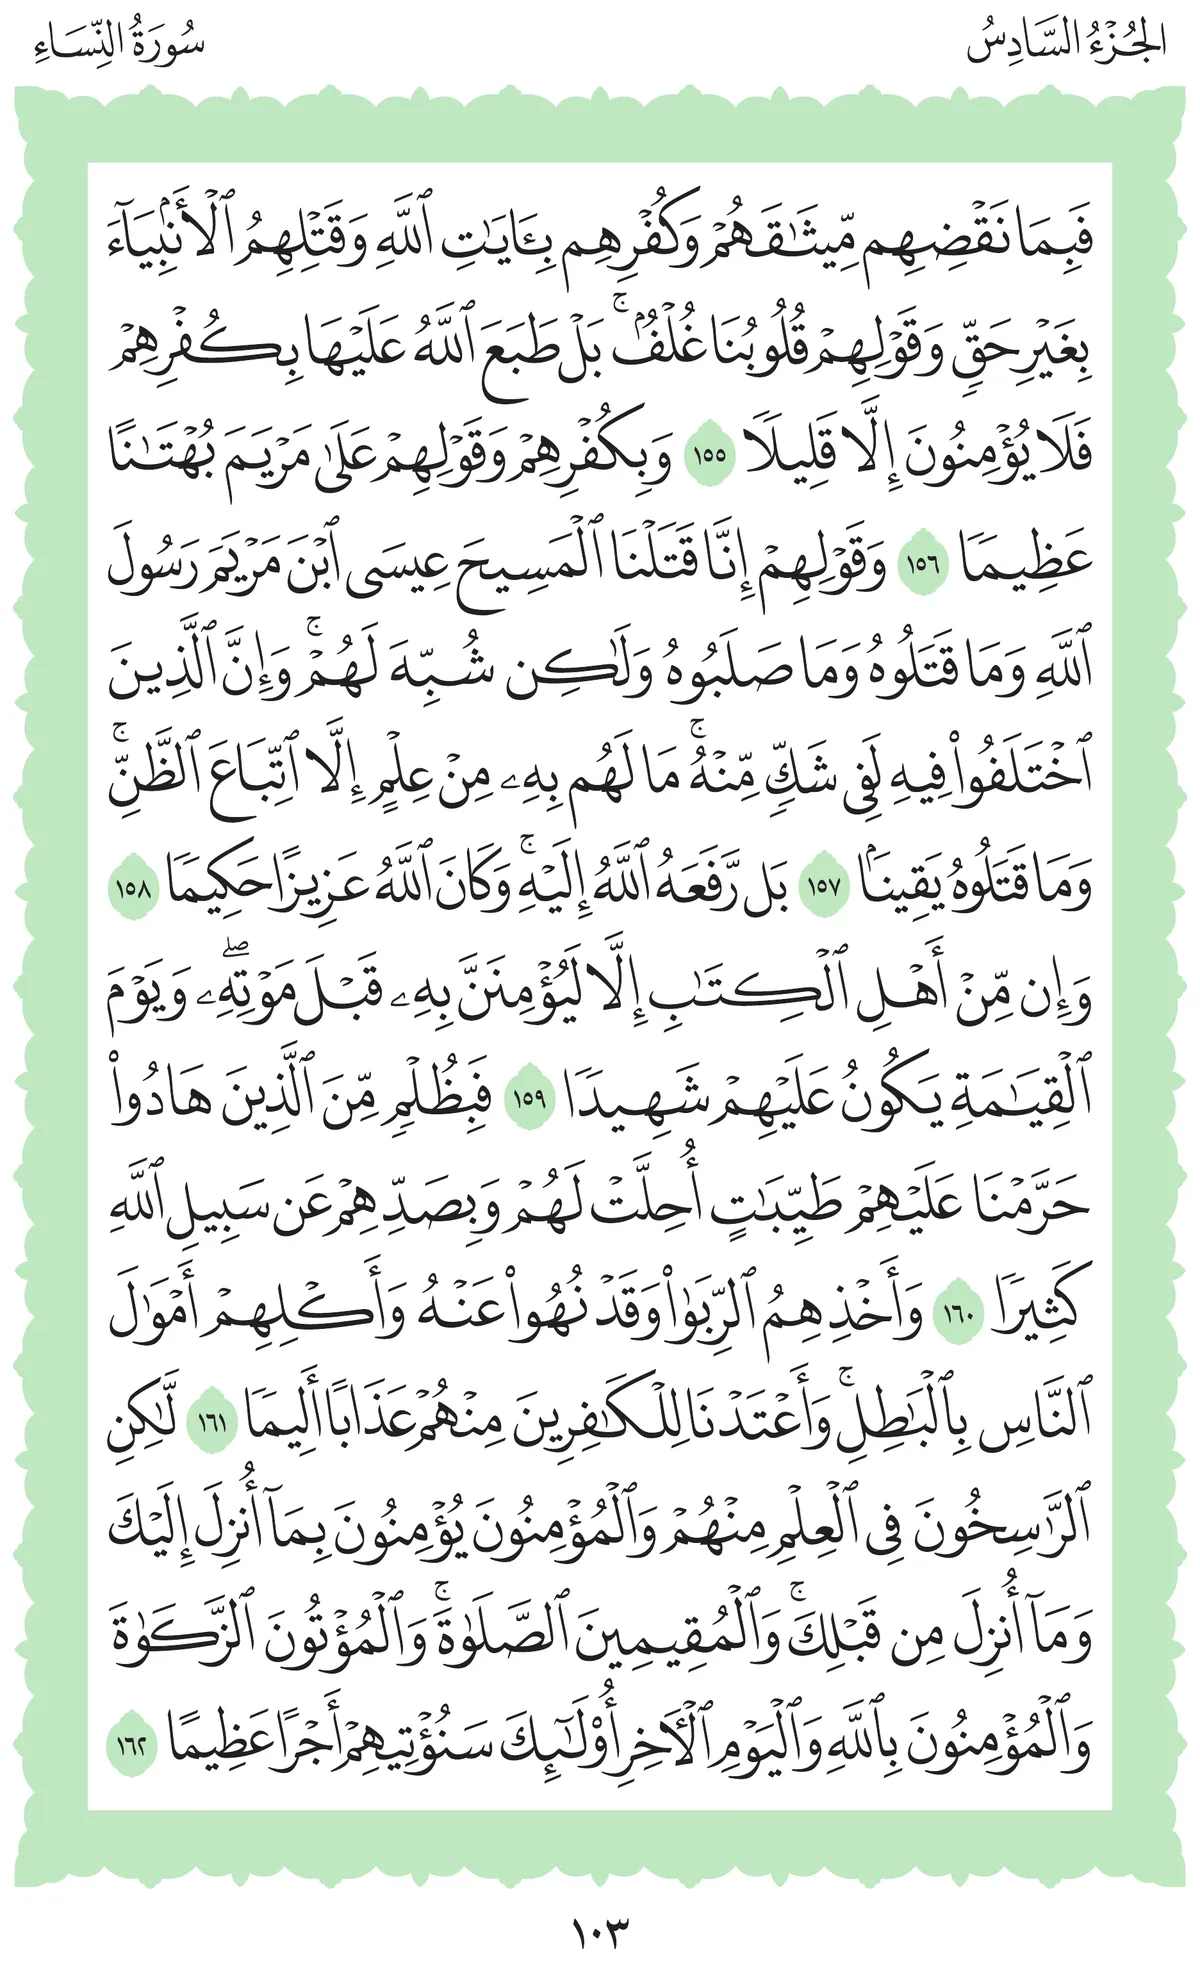 الجُزْءُ السَّادِسُ
سُورَةُ النِّسَاءِ
فَبِمَا نَقْضِهِم مِّيثَٰقَهُمْ وَكُفْرِهِم بِـَٔايَٰتِ ٱللَّهِ وَقَتْلِهِمُ ٱلْأَنۢبِيَآءَ
بِغَيْرِ حَقٍّ وَقَوْلِهِمْ قُلُوبُنَا غُلْفٌۢ ۚ بَلْ طَبَعَ ٱللَّهُ عَلَيْهَا بِكُفْرِهِمْ
فَلَا يُؤْمِنُونَ إِلَّا قَلِيلًا ١٥٥ وَبِكُفْرِهِمْ وَقَوْلِهِمْ عَلَىٰ مَرْيَمَ بُهْتَٰنًا
عَظِيمًا ١٥٦ وَقَوْلِهِمْ إِنَّا قَتَلْنَا ٱلْمَسِيحَ عِيسَى ٱبْنَ مَرْيَمَ رَسُولَ
ٱللَّهِ وَمَا قَتَلُوهُ وَمَا صَلَبُوهُ وَلَٰكِن شُبِّهَ لَهُمْ ۚ وَإِنَّ ٱلَّذِينَ
ٱخْتَلَفُوا۟ فِيهِ لَفِى شَكٍّ مِّنْهُ ۚ مَا لَهُم بِهِۦ مِنْ عِلْمٍ إِلَّا ٱتِّبَاعَ ٱلظَّنِّ ۚ
وَمَا قَتَلُوهُ يَقِينًۢا ١٥٧ بَل رَّفَعَهُ ٱللَّهُ إِلَيْهِ ۚ وَكَانَ ٱللَّهُ عَزِيزًا حَكِيمًا ١٥٨
وَإِن مِّنْ أَهْلِ ٱلْكِتَٰبِ إِلَّا لَيُؤْمِنَنَّ بِهِۦ قَبْلَ مَوْتِهِۦ ۖ وَيَوْمَ
ٱلْقِيَٰمَةِ يَكُونُ عَلَيْهِمْ شَهِيدًا ١٥٩ فَبِظُلْمٍ مِّنَ ٱلَّذِينَ هَادُوا۟
حَرَّمْنَا عَلَيْهِمْ طَيِّبَٰتٍ أُحِلَّتْ لَهُمْ وَبِصَدِّهِمْ عَن سَبِيلِ ٱللَّهِ
كَثِيرًا ١٦٠ وَأَخْذِهِمُ ٱلرِّبَوٰا۟ وَقَدْ نُهُوا۟ عَنْهُ وَأَكْلِهِمْ أَمْوَٰلَ
ٱلنَّاسِ بِٱلْبَٰطِلِ ۚ وَأَعْتَدْنَا لِلْكَٰفِرِينَ مِنْهُمْ عَذَابًا أَلِيمًا ١٦١ لَّٰكِنِ
ٱلرَّٰسِخُونَ فِى ٱلْعِلْمِ مِنْهُمْ وَٱلْمُؤْمِنُونَ يُؤْمِنُونَ بِمَآ أُنزِلَ إِلَيْكَ
وَمَآ أُنزِلَ مِن قَبْلِكَ ۚ وَٱلْمُقِيمِينَ ٱلصَّلَوٰةَ ۚ وَٱلْمُؤْتُونَ ٱلزَّكَوٰةَ
وَٱلْمُؤْمِنُونَ بِٱللَّهِ وَٱلْيَوْمِ ٱلْـَٔاخِرِ أُو۟لَٰٓئِكَ سَنُؤْتِيهِمْ أَجْرًا عَظِيمًا ١٦٢
١٠٣